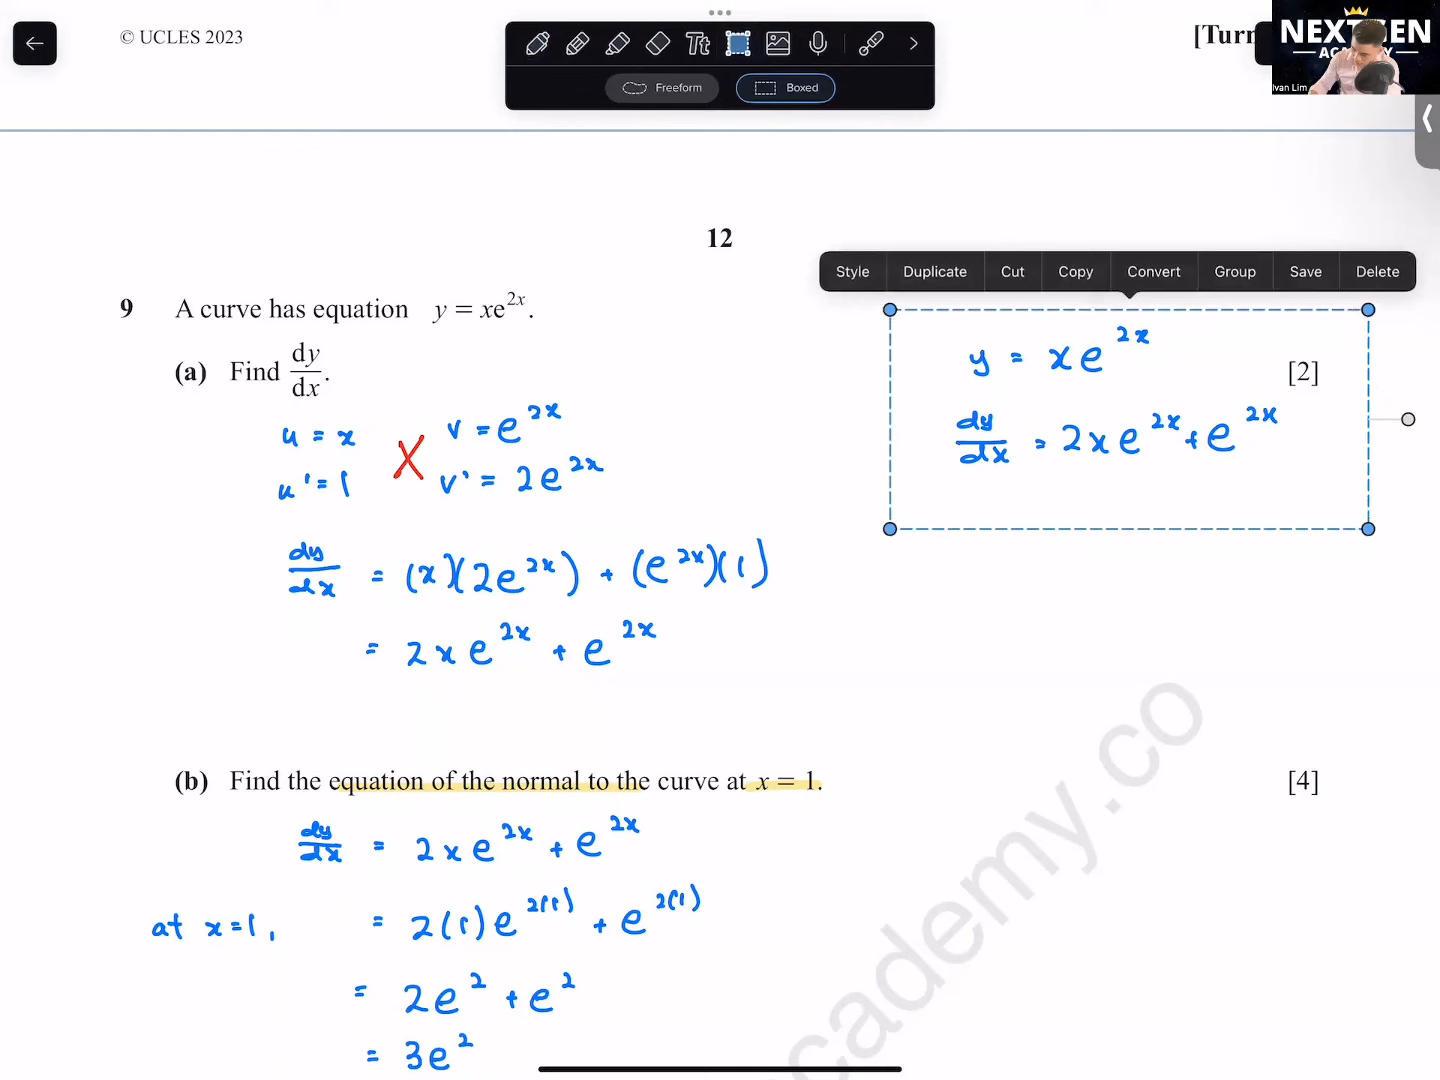 © UCLES 2023
[Turn
NEXT GEN
ACADEMY
Ivan Lim
Tt
Freeform
Boxed
12
Style Duplicate Cut Copy Convert Group Save Delete
9 A curve has equation y = xe^{2x}.
y = xe^{2x}
(a) Find dy/dx. [2]
dy/dx = 2xe^{2x} + e^{2x}
u = x v = e^{2x}
u' = 1 v' = 2e^{2x}
dy/dx = (x)(2e^{2x}) + (e^{2x})(1)
= 2xe^{2x} + e^{2x}
(b) Find the equation of the normal to the curve at x = 1. [4]
dy/dx = 2xe^{2x} + e^{2x}
at x=1, = 2(1)e^{2(1)} + e^{2(1)}
= 2e^2 + e^2
= 3e^2
cademy.co